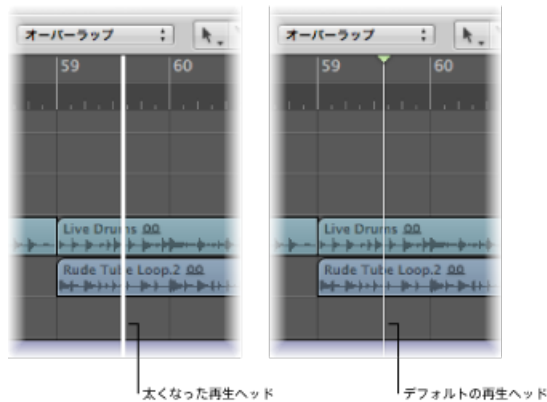 オーバーラップ
オーバーラップ
59
60
59
60
Live Drums
Live Drums
Rude Tube Loop.2
Rude Tube Loop.2
太くなった再生ヘッド
デフォルトの再生ヘッド